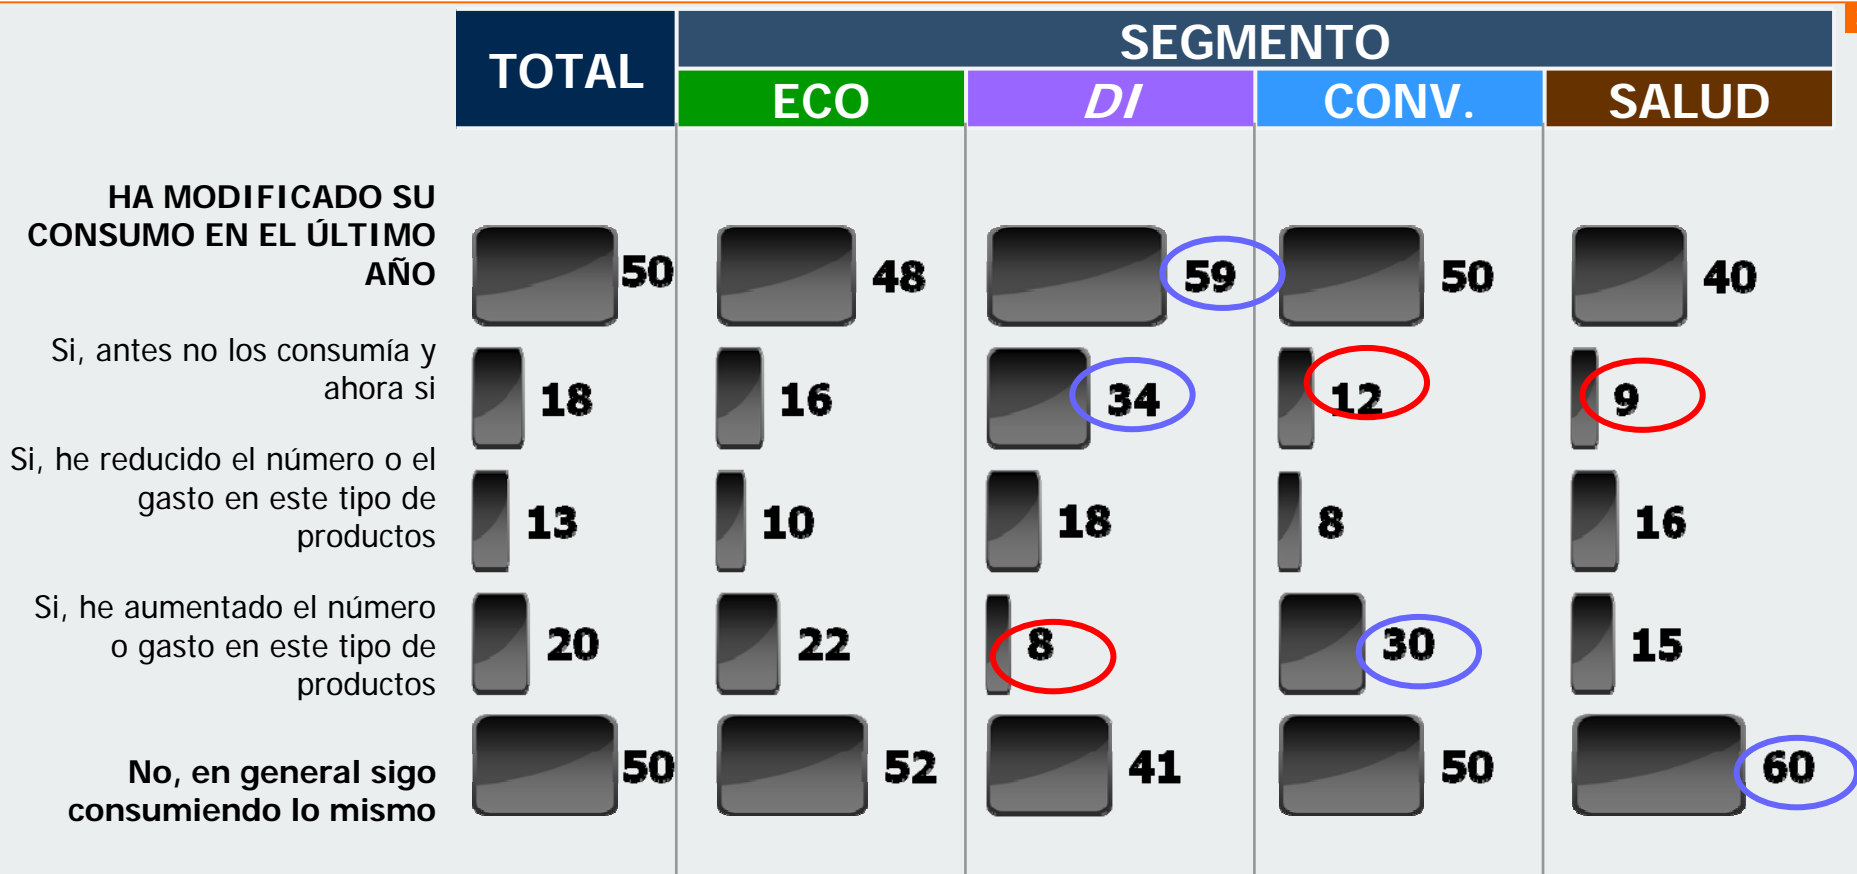 TOTAL
SEGMENTO
ECO
DI
CONV.
SALUD
HA MODIFICADO SU
CONSUMO EN EL ÚLTIMO
AÑO
50
48
59
50
40
Si, antes no los consumía y
ahora si
18
16
34
12
9
Si, he reducido el número o el
gasto en este tipo de
productos
13
10
18
8
16
Si, he aumentado el número
o gasto en este tipo de
productos
20
22
8
30
15
No, en general sigo
consumiendo lo mismo
50
52
41
50
60